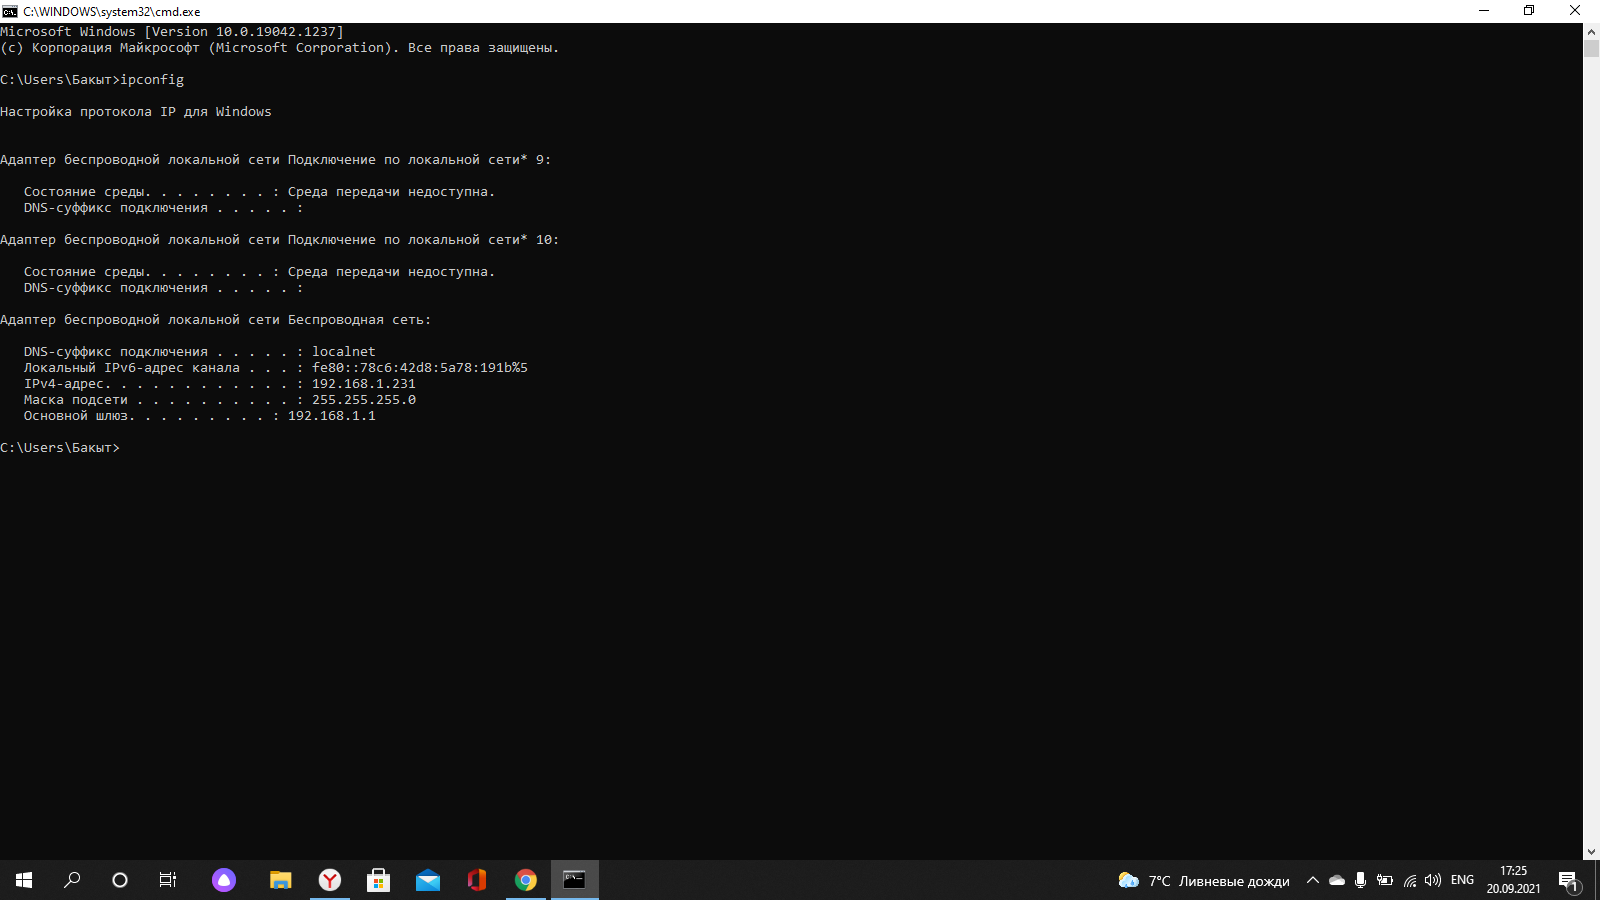 C:\WINDOWS\system32\cmd.exe
Microsoft Windows [Version 10.0.19042.1237]
(c) Корпорация Майкрософт (Microsoft Corporation). Все права защищены.
C:\Users\Бакыт>ipconfig
Настройка протокола IP для Windows
Адаптер беспроводной локальной сети Подключение по локальной сети* 9:
Состояние среды. . . . . . . . : Среда передачи недоступна.
DNS-суффикс подключения . . . . . :
Адаптер беспроводной локальной сети Подключение по локальной сети* 10:
Состояние среды. . . . . . . . : Среда передачи недоступна.
DNS-суффикс подключения . . . . . :
Адаптер беспроводной локальной сети Беспроводная сеть:
DNS-суффикс подключения . . . . . : localnet
Локальный IPv6-адрес канала . . . : fe80::78c6:42d8:5a78:191b%5
IPv4-адрес. . . . . . . . . . . . : 192.168.1.231
Маска подсети . . . . . . . . . . : 255.255.255.0
Основной шлюз. . . . . . . . . : 192.168.1.1
C:\Users\Бакыт>
7°C Ливневые дожди
ENG
17:25
20.09.2021
1